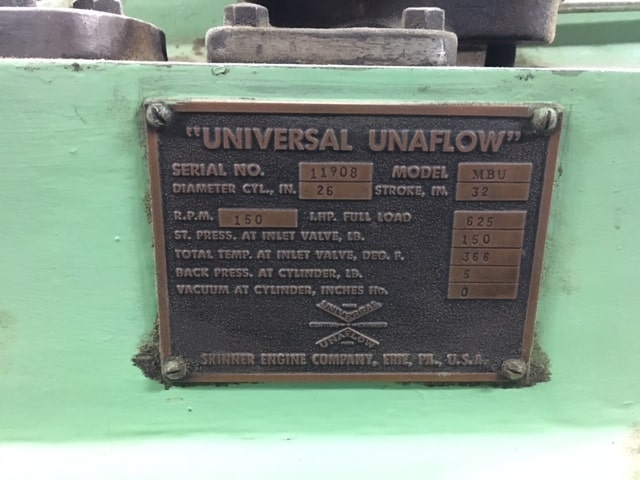 "UNIVERSAL UNAFLOW"
SERIAL NO. 11908 MODEL MBU
DIAMETER CYL., IN. 26 STROKE, IN. 32
R.P.M. 150 I.HP. FULL LOAD 625
ST. PRESS. AT INLET VALVE, LB. 150
TOTAL TEMP. AT INLET VALVE, DEG. F. 366
BACK PRESS. AT CYLINDER, LB. 5
VACUUM AT CYLINDER, INCHES HG. 0
UNIVERSAL
UNAFLOW
SKINNER ENGINE COMPANY, ERIE, PA., U.S.A.